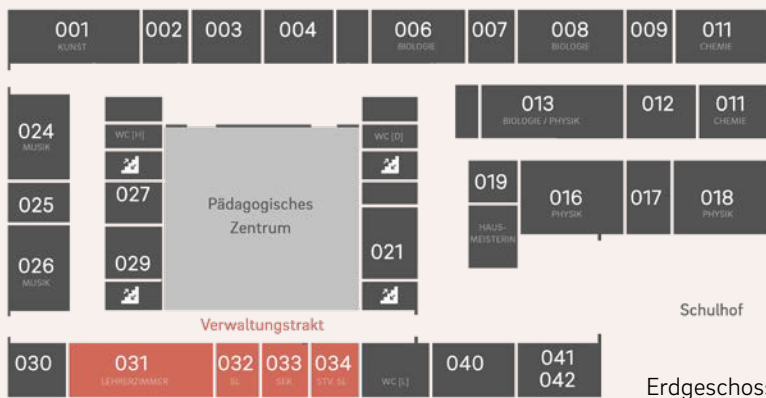 001
KUNST
002
003
004
006
BIOLOGIE
007
008
BIOLOGIE
009
011
CHEMIE
024
MUSIK
025
026
MUSIK
WC [H]
027
029
Pädagogisches
Zentrum
WC [D]
021
013
BIOLOGIE / PHYSIK
012
011
CHEMIE
019
HAUS-
MEISTERIN
016
PHYSIK
017
018
PHYSIK
Schulhof
Verwaltungstrakt
030
031
LEHRERZIMMER
032
SL
033
SEK
034
STV. SL
WC [L]
040
041
042
Erdgeschoss